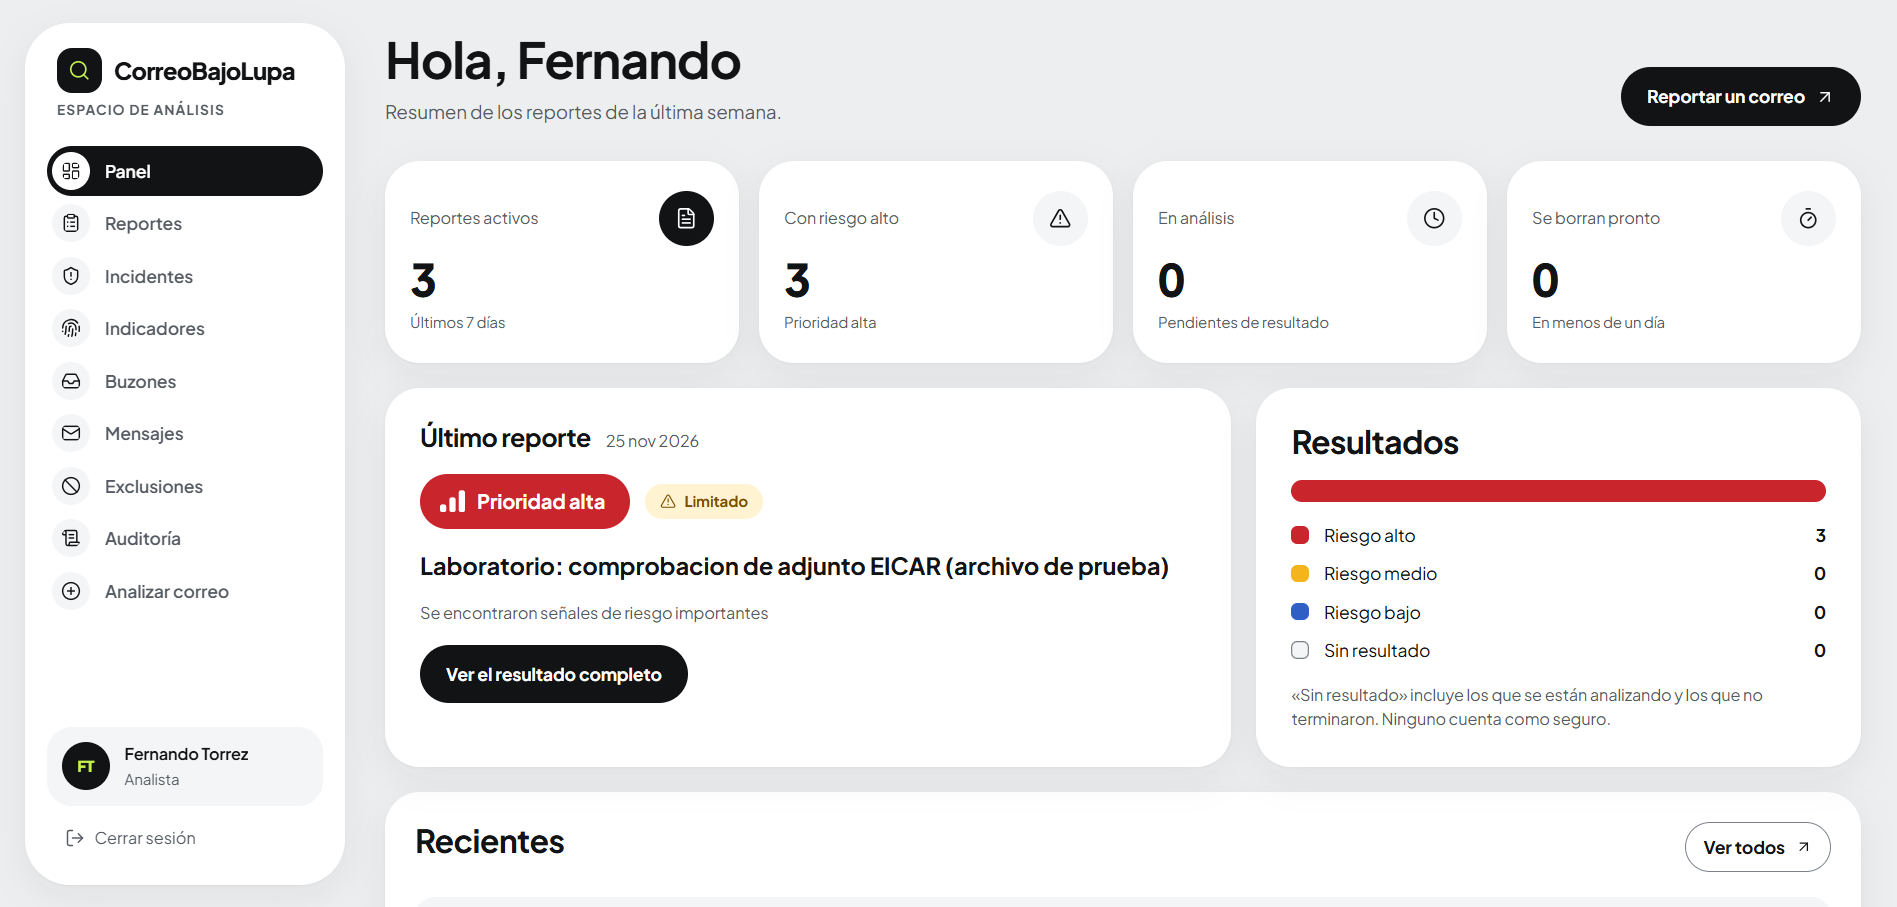 CorreoBajoLupa
ESPACIO DE ANÁLISIS
Panel
Reportes
Incidentes
Indicadores
Buzones
Mensajes
Exclusiones
Auditoría
Analizar correo
FT
Fernando Torrez
Analista
Cerrar sesión
Hola, Fernando
Resumen de los reportes de la última semana.
Reportar un correo
Reportes activos
3
Últimos 7 días
Con riesgo alto
3
Prioridad alta
En análisis
0
Pendientes de resultado
Se borran pronto
0
En menos de un día
Último reporte 25 nov 2026
Prioridad alta
Limitado
Laboratorio: comprobacion de adjunto EICAR (archivo de prueba)
Se encontraron señales de riesgo importantes
Ver el resultado completo
Resultados
Riesgo alto 3
Riesgo medio 0
Riesgo bajo 0
Sin resultado 0
«Sin resultado» incluye los que se están analizando y los que no
terminaron. Ninguno cuenta como seguro.
Recientes
Ver todos